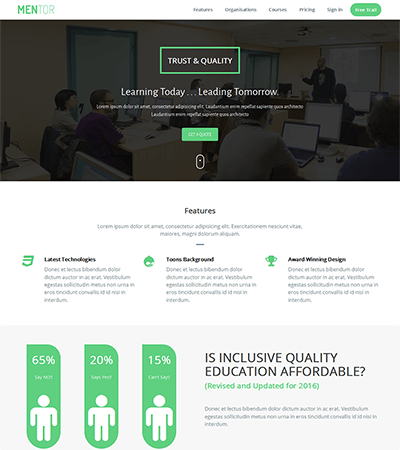 MENTOR
Features Organisations Courses Pricing Sign in Free Trail
TRUST & QUALITY
Learning Today . . . Leading Tomorrow.
Lorem ipsum dolor sit amet, consectetur adipisicing elit. Laudantium enim repellat sapiente quos architecto
Laudantium enim repellat sapiente quos architecto
GET A QUOTE
Features
Lorem ipsum dolor sit amet, consectetur adipisicing elit. Exercitationem nesciunt vitae,
maiores, magni dolorum aliquam.
Latest Technologies
Donec et lectus bibendum dolor
dictum auctor in ac erat. Vestibulum
egestas sollicitudin metus non urna in
eros tincidunt convallis id id nisi in
interdum.
Toons Background
Donec et lectus bibendum dolor
dictum auctor in ac erat. Vestibulum
egestas sollicitudin metus non urna in
eros tincidunt convallis id id nisi in
interdum.
Award Winning Design
Donec et lectus bibendum dolor
dictum auctor in ac erat. Vestibulum
egestas sollicitudin metus non urna in
eros tincidunt convallis id id nisi in
interdum.
65%
Say NO!!
20%
Says Yes!!
15%
Can't Say!!
IS INCLUSIVE QUALITY
EDUCATION AFFORDABLE?
(Revised and Updated for 2016)
Donec et lectus bibendum dolor dictum auctor in ac erat. Vestibulum
egestas sollicitudin metus non urna in eros tincidunt convallis id id nisi in
interdum.